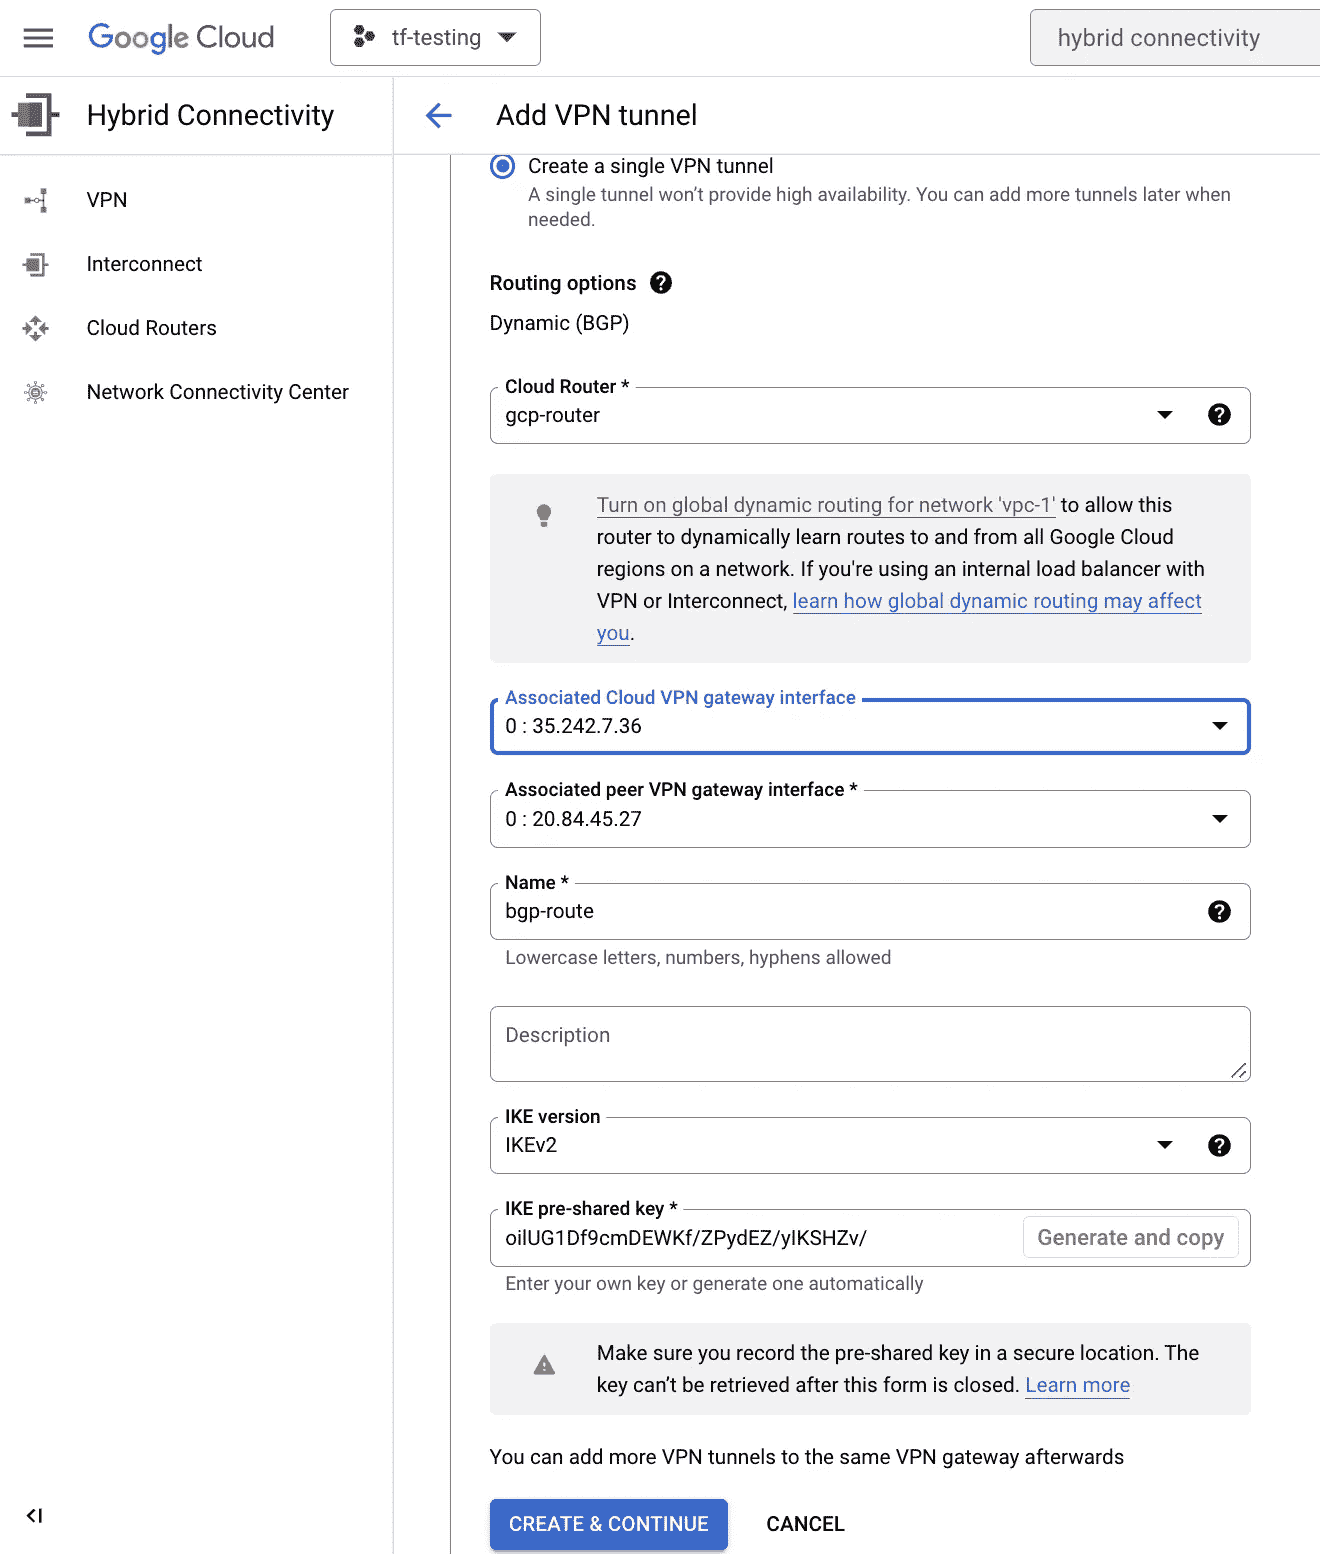 Google Cloud
tf-testing
hybrid connectivity
Hybrid Connectivity
Add VPN tunnel
VPN
Interconnect
Cloud Routers
Network Connectivity Center
Create a single VPN tunnel
A single tunnel won’t provide high availability. You can add more tunnels later when
needed.
Routing options
Dynamic (BGP)
Cloud Router *
gcp-router
Turn on global dynamic routing for network 'vpc-1' to allow this
router to dynamically learn routes to and from all Google Cloud
regions on a network. If you're using an internal load balancer with
VPN or Interconnect, learn how global dynamic routing may affect
you.
Associated Cloud VPN gateway interface
0 : 35.242.7.36
Associated peer VPN gateway interface *
0 : 20.84.45.27
Name *
bgp-route
Lowercase letters, numbers, hyphens allowed
Description
IKE version
IKEv2
IKE pre-shared key *
oilUG1Df9cmDEWKf/ZPydEZ/yIKSHZv/
Generate and copy
Enter your own key or generate one automatically
Make sure you record the pre-shared key in a secure location. The
key can’t be retrieved after this form is closed. Learn more
You can add more VPN tunnels to the same VPN gateway afterwards
CREATE & CONTINUE
CANCEL